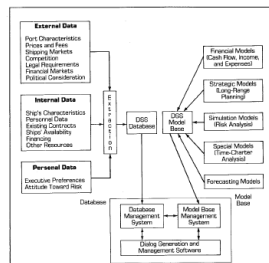 External Data
Port Characteristics
Prices and Fees
Shipping Markets
Competition
Legal Requirements
Financial Markets
Political Consideration
Internal Data
Ship's Characteristics
Personnel Data
Existing Contracts
Ships' Availability
Financing
Other Resources
Personal Data
Executive Preferences
Attitude Toward Risk
Extraction
DSS
Database
DSS
Model
Base
Financial Models
(Cash Flow, Income,
and Expenses)
Strategic Models
(Long-Range
Planning)
Simulation Models
(Risk Analysis)
Special Models
(Time-Charter
Analysis)
Forecasting Models
Database
Model
Base
Database
Management
System
Model Base
Management
System
Dialog Generation and
Management Software